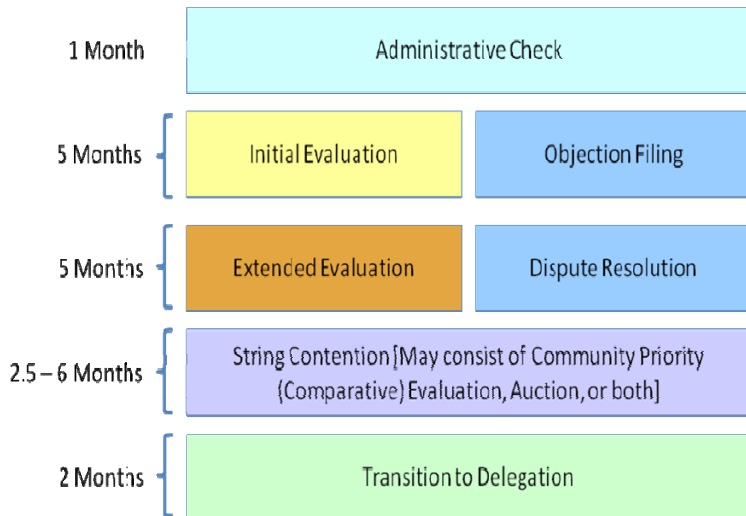 1 Month
Administrative Check
5 Months
Initial Evaluation
Objection Filing
5 Months
Extended Evaluation
Dispute Resolution
2.5 – 6 Months
String Contention [May consist of Community Priority
(Comparative) Evaluation, Auction, or both]
2 Months
Transition to Delegation